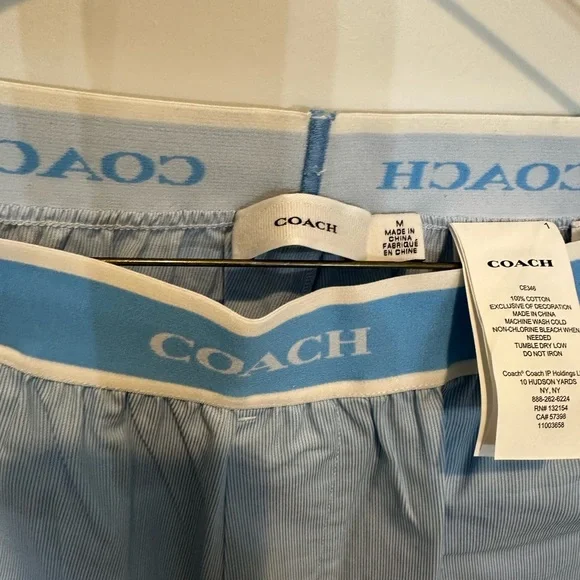 COACH
COACH
COACH
M
MADE IN
CHINA
FABRIQUÉ
EN CHINE
COACH
1
COACH
CE346
100% COTTON
EXCLUSIVE OF DECORATION
MADE IN CHINA
MACHINE WASH COLD
NON-CHLORINE BLEACH WHEN
NEEDED
TUMBLE DRY LOW
DO NOT IRON
Coach® Coach IP Holdings
10 HUDSON YARDS
NY, NY
888-262-6224
RN# 132154
CA# 57398
11003658